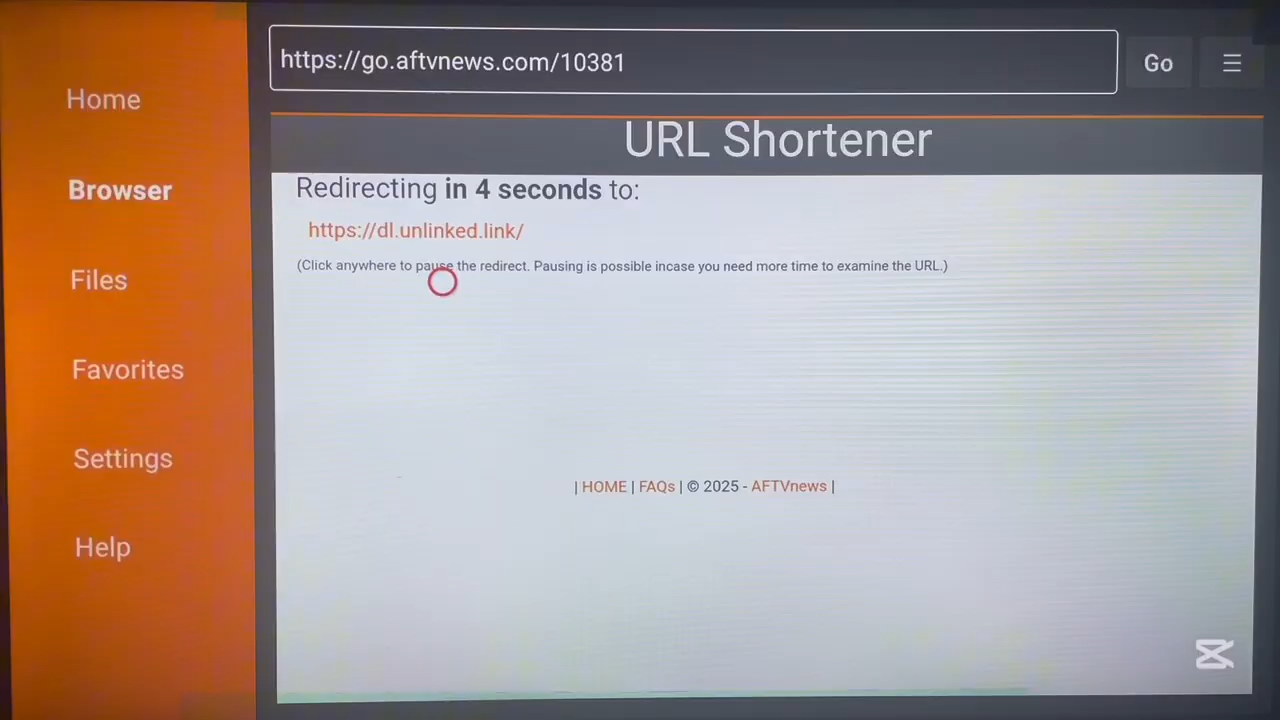 https://go.aftvnews.com/10381
Go
☰
Home
Browser
Files
Favorites
Settings
Help
URL Shortener
Redirecting in 4 seconds to:
https://dl.unlinked.link/
(Click anywhere to pause the redirect. Pausing is possible incase you need more time to examine the URL.)
| HOME | FAQs | © 2025 - AFTVnews |